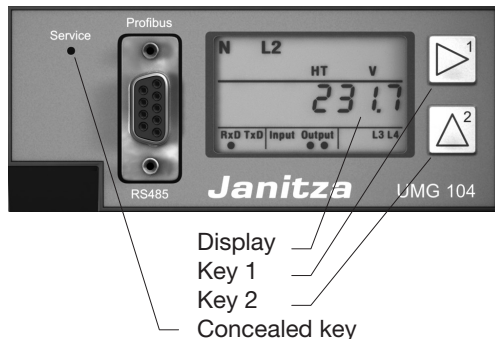 Profibus
Service
N L2
HT V
231.7
RxD TxD Input Output L3 L4
1
2
RS485
Janitza UMG 104
Display
Key 1
Key 2
Concealed key